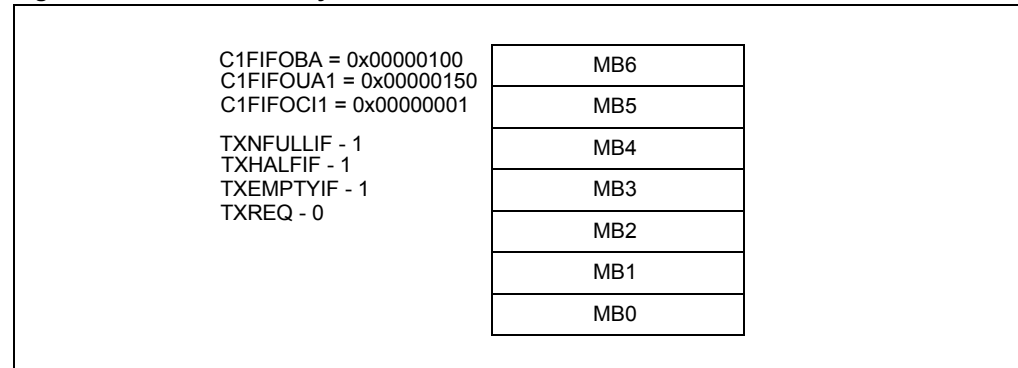 C1FIFOBA = 0x00000100
C1FIFOUA1 = 0x00000150
C1FIFOCI1 = 0x00000001
TXNFULLIF - 1
TXHALFIF - 1
TXEMPTYIF - 1
TXREQ - 0
MB6
MB5
MB4
MB3
MB2
MB1
MB0